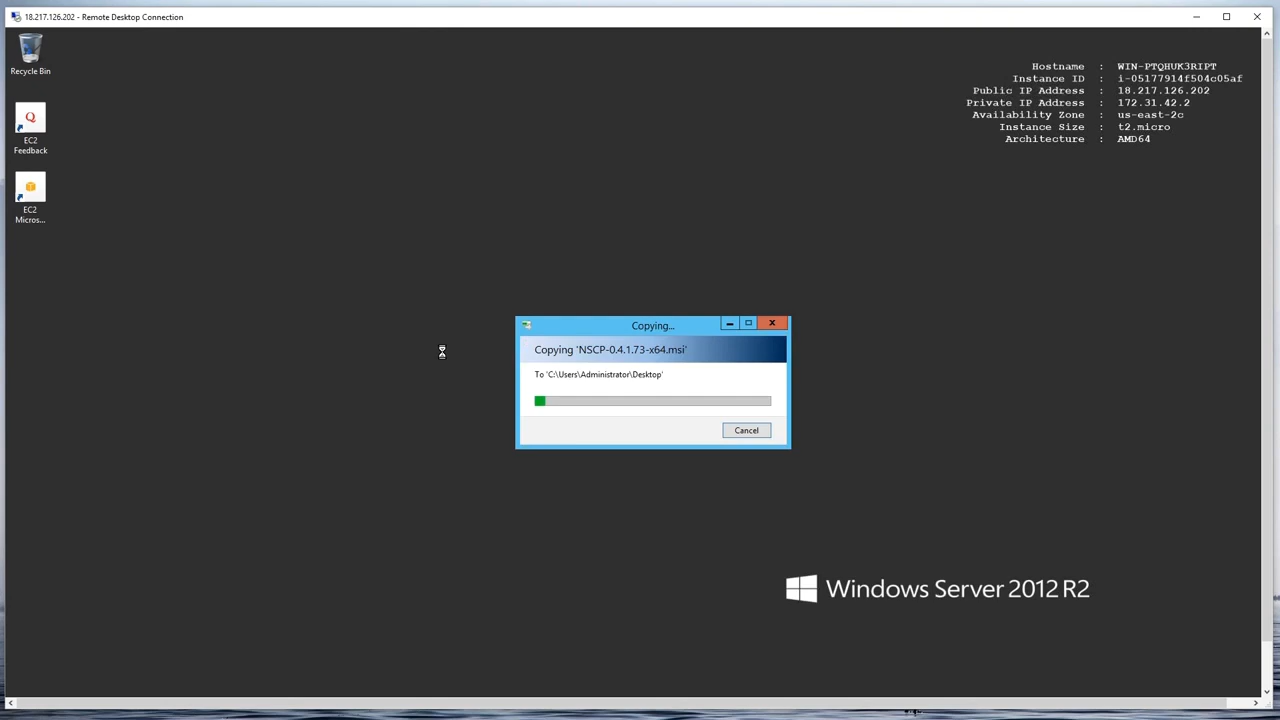 18.217.126.202 - Remote Desktop Connection
Recycle Bin
Q
EC2
Feedback
EC2
Micros...
Hostname : WIN-PTQHUK3RIPT
Instance ID : i-05177914f504c05af
Public IP Address : 18.217.126.202
Private IP Address : 172.31.42.2
Availability Zone : us-east-2c
Instance Size : t2.micro
Architecture : AMD64
Copying...
Copying 'NSCP-0.4.1.73-x64.msi'
To 'C:\Users\Administrator\Desktop'
Cancel
Windows Server 2012 R2